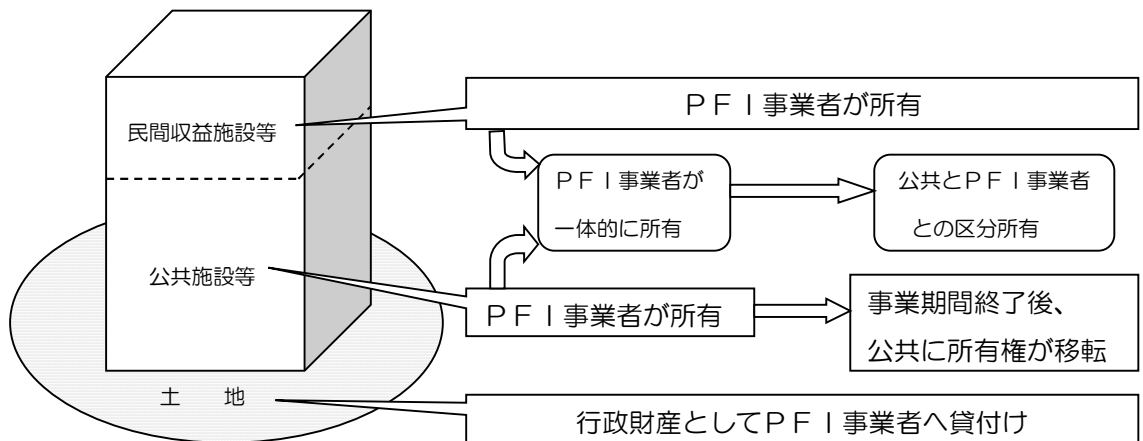 ＰＦＩ事業者が所有
民間収益施設等
ＰＦＩ事業者が
一体的に所有
公共とＰＦＩ事業者
との区分所有
公共施設等
ＰＦＩ事業者が所有
事業期間終了後、
公共に所有権が移転
土　　地
行政財産としてＰＦＩ事業者へ貸付け